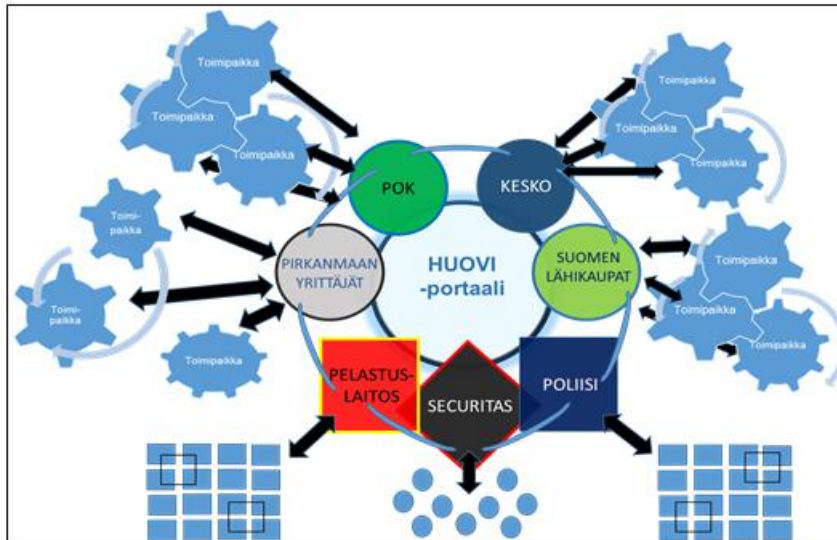 Toimipaikka
Toimipaikka
Toimipaikka
Toimipaikka
Toimipaikka
Toimipaikka
POK
KESKO
Toimi-
paikka
PIRKANMAAN
YRITTÄJÄT
HUOVI
-portaali
SUOMEN
LÄHIKAUPAT
Toimipaikka
Toimipaikka
Toimipaikka
Toimi-
paikka
Toimipaikka
PELASTUS-
LAITOS
SECURITAS
POLIISI